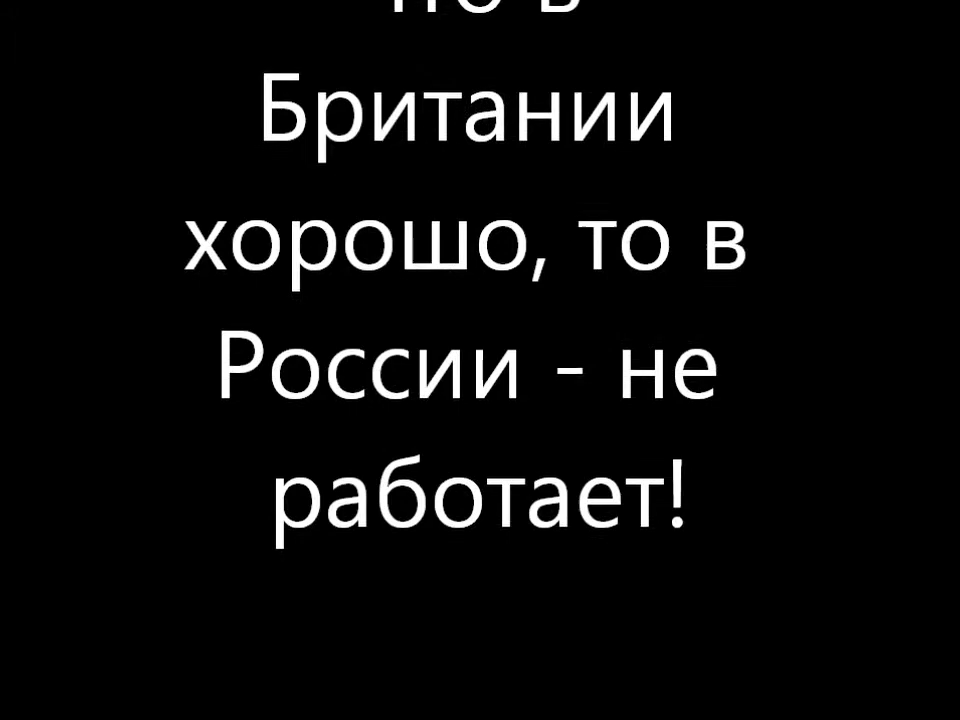 Британии
хорошо, то в
России - не
работает!